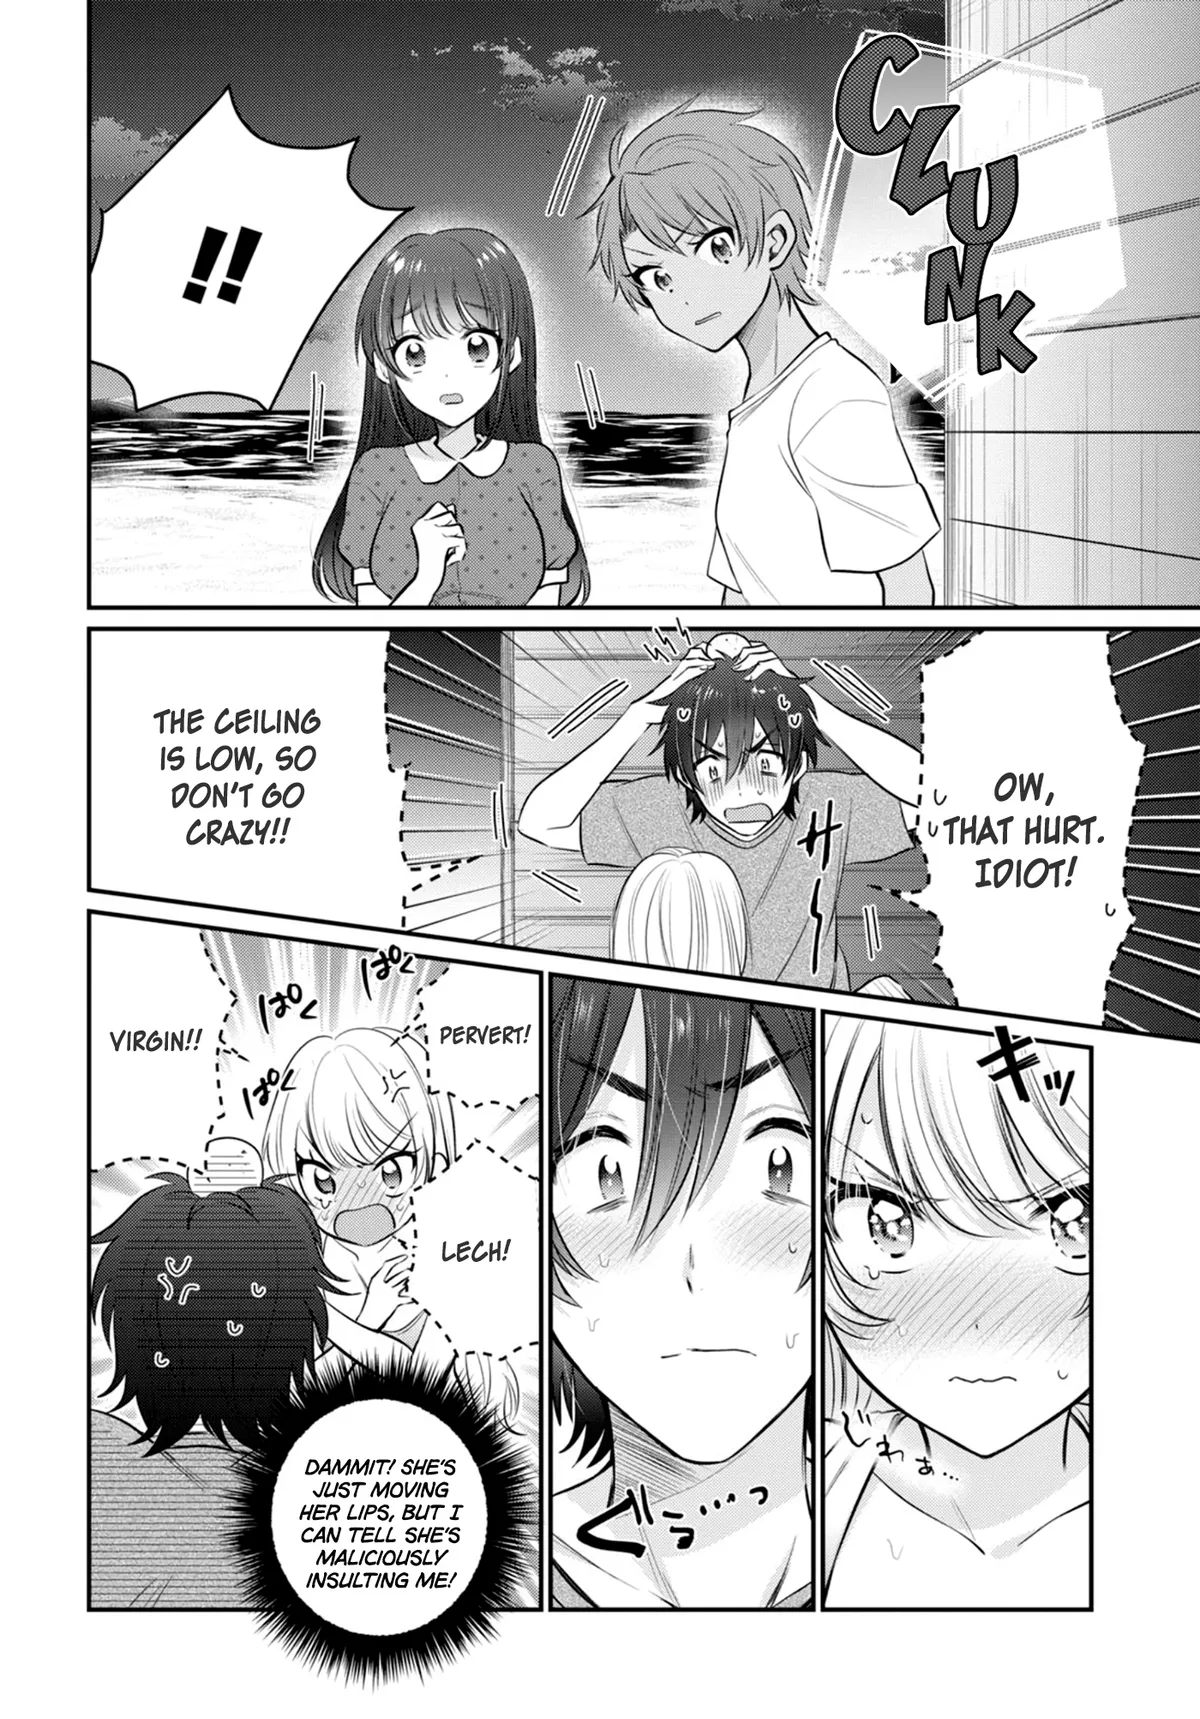 CLUNK
!!
OW,
THAT HURT.
IDIOT!
THE CEILING
IS LOW, SO
DON'T GO
CRAZY!!
キッ
じわぁ…
ぐぅ…っ
ぱく
ぱく
ぱく
PERVERT!
VIRGIN!!
LECH!
DAMMIT! SHE'S
JUST MOVING
HER LIPS, BUT I
CAN TELL SHE'S
MALICIOUSLY
INSULTING ME!